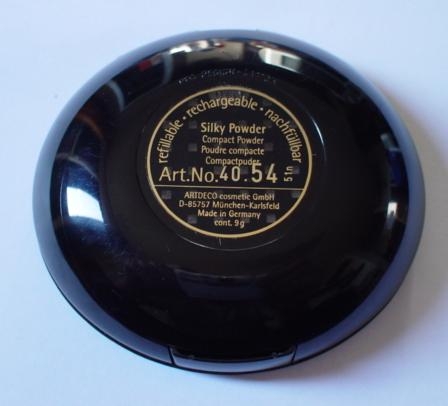 refillable • rechargeable • nachfüllbar
Silky Powder
Compact Powder
Poudre compacte
Compactpuder
Art.No. 40.54
51n
ARTDECO cosmetic GmbH
D-85757 München-Karlsfeld
Made in Germany
cont. 9g